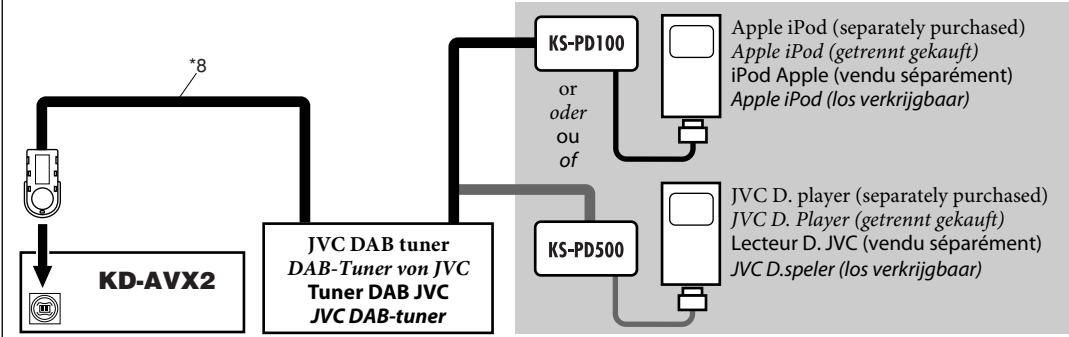 *8
KD-AVX2
JVC DAB tuner
DAB-Tuner von JVC
Tuner DAB JVC
JVC DAB-tuner
KS-PD100
or
oder
ou
of
KS-PD500
Apple iPod (separately purchased)
Apple iPod (getrennt gekauft)
iPod Apple (vendu séparément)
Apple iPod (los verkrijgbaar)
JVC D. player (separately purchased)
JVC D. Player (getrennt gekauft)
Lecteur D. JVC (vendu séparément)
JVC D.speler (los verkrijgbaar)